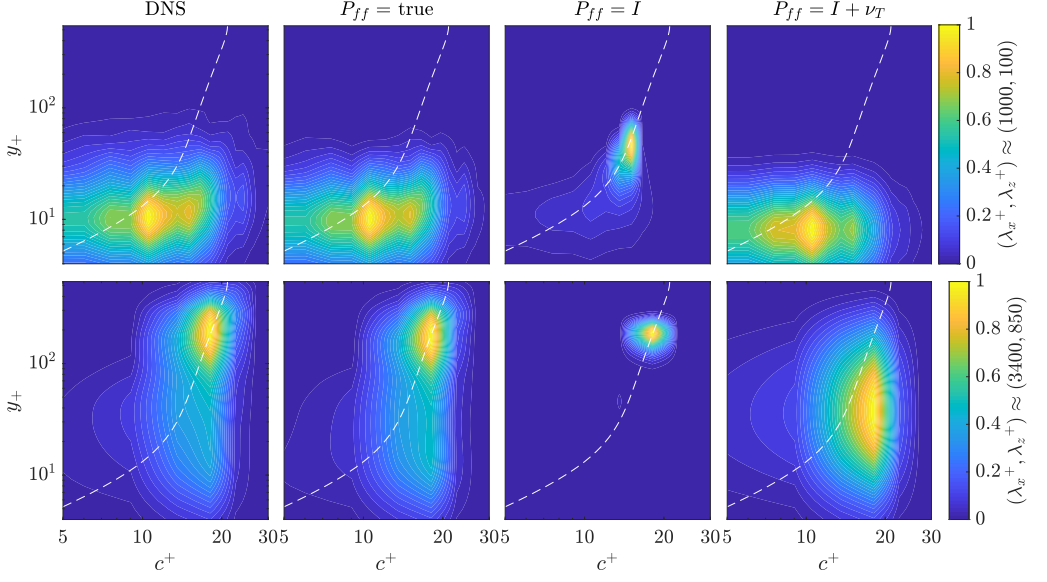 DNS
P_ff = true
P_ff = I
P_ff = I + ν_T
y_+
10^2
10^1
1
0.8
0.6
0.4
0.2
0
(λ_x^+, λ_z^+) ≈ (1000, 100)
y_+
10^2
10^1
1
0.8
0.6
0.4
0.2
0
(λ_x^+, λ_z^+) ≈ (3400, 850)
5 10 20 30 5 10 20 30 5 10 20 30 5 10 20 30
c^+ c^+ c^+ c^+